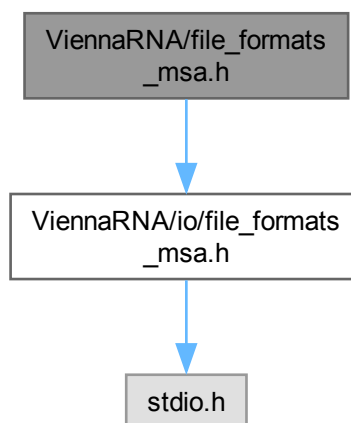 ViennaRNA/file_formats
_msa.h
ViennaRNA/io/file_formats
_msa.h
stdio.h